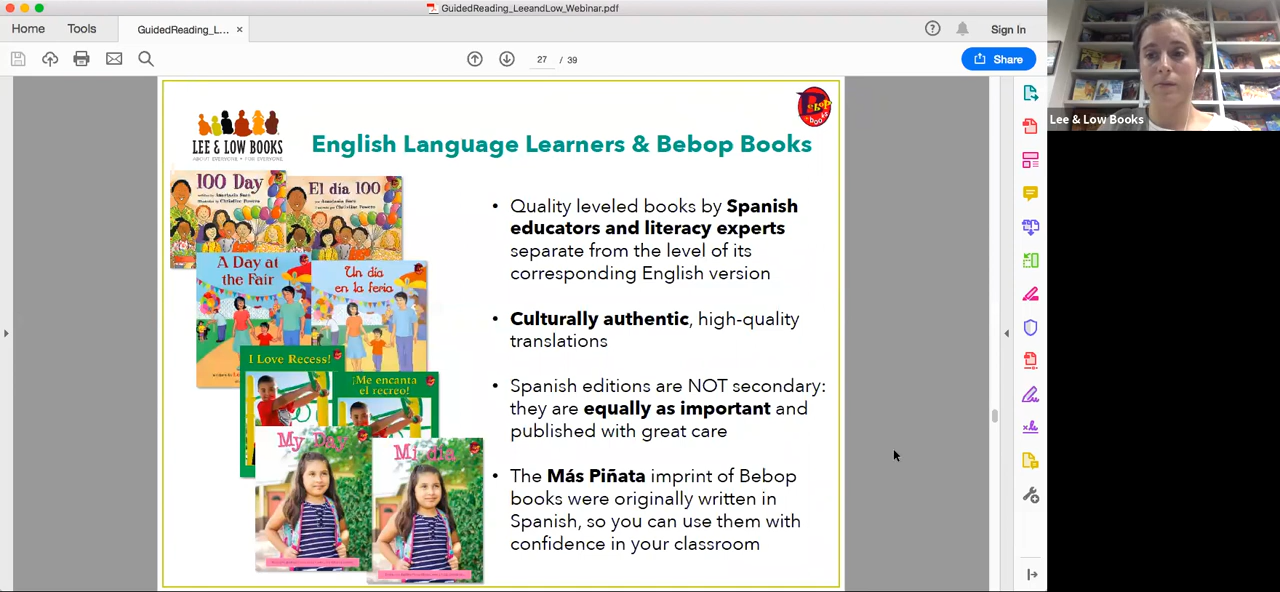 GuidedReading_LeeandLow_Webinar.pdf
Home
Tools
GuidedReading_L...
Sign In
27 / 39
Share
Lee & Low Books
LEE & LOW BOOKS
ABOUT EVERYONE • FOR EVERYONE
English Language Learners & Bebop Books
100 Day
El día 100
A Day at
the Fair
Un día
en la feria
I Love Recess!
¡Me encanta
el recreo!
My Day
Mi día
• Quality leveled books by Spanish
educators and literacy experts
separate from the level of its
corresponding English version
• Culturally authentic, high-quality
translations
• Spanish editions are NOT secondary:
they are equally as important and
published with great care
• The Más Piñata imprint of Bebop
books were originally written in
Spanish, so you can use them with
confidence in your classroom